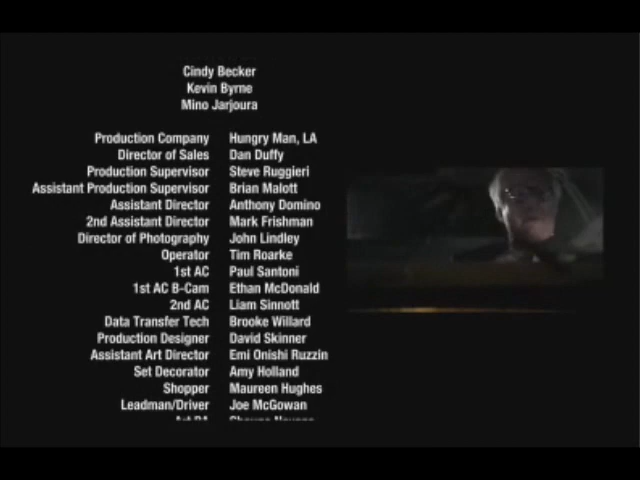 Cindy Becker
Kevin Byrne
Mino Jarjoura
Production Company Hungry Man, LA
Director of Sales Dan Duffy
Production Supervisor Steve Ruggieri
Assistant Production Supervisor Brian Malott
Assistant Director Anthony Domino
2nd Assistant Director Mark Frishman
Director of Photography John Lindley
Operator Tim Roarke
1st AC Paul Santoni
1st AC B-Cam Ethan McDonald
2nd AC Liam Sinnott
Data Transfer Tech Brooke Willard
Production Designer David Skinner
Assistant Art Director Emi Onishi Ruzzin
Set Decorator Amy Holland
Shopper Maureen Hughes
Leadman/Driver Joe McGowan